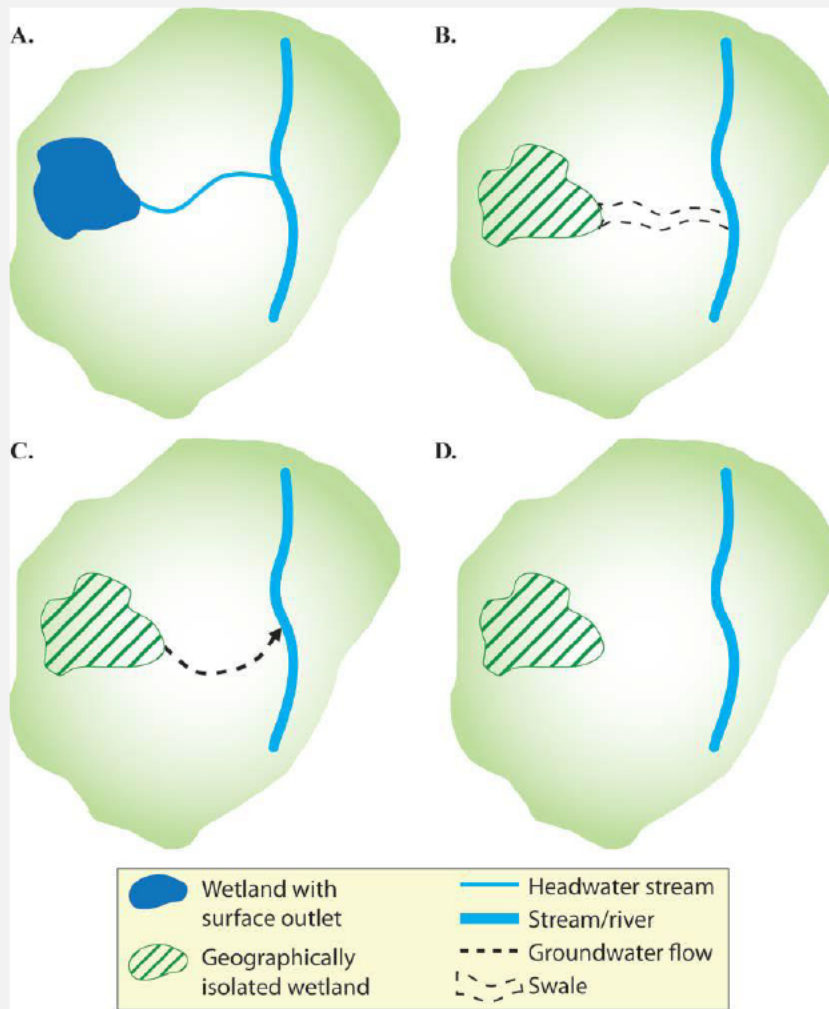 A.
B.
C.
D.
Wetland with
surface outlet
Geographically
isolated wetland
Headwater stream
Stream/river
Groundwater flow
Swale